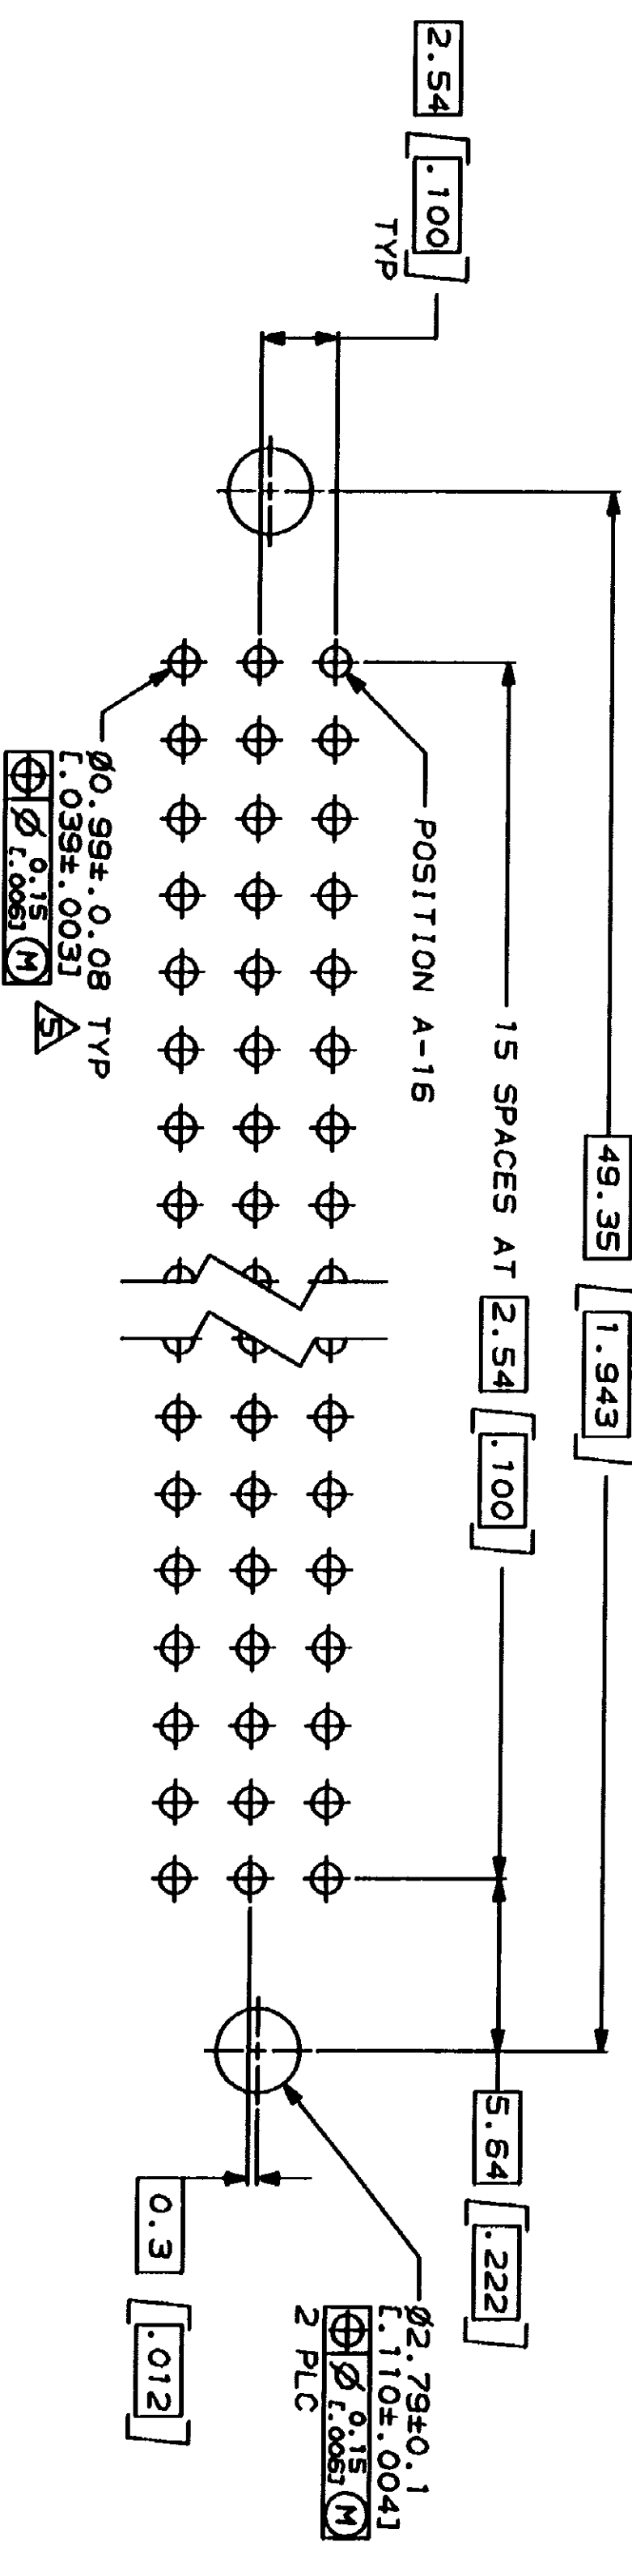 2.54 [.100]
TYP
49.35 [1.943]
15 SPACES AT 2.54 [.100]
5.64 [.222]
POSITION A-16
Ø0.99±.0.08 TYP
[.039±.003]
⌖ Ø 0.15 Ⓜ
[.006]
5
Ø2.79±0.1
[.110±.004]
⌖ Ø 0.15 Ⓜ
[.006]
2 PLC
0.3 [.012]